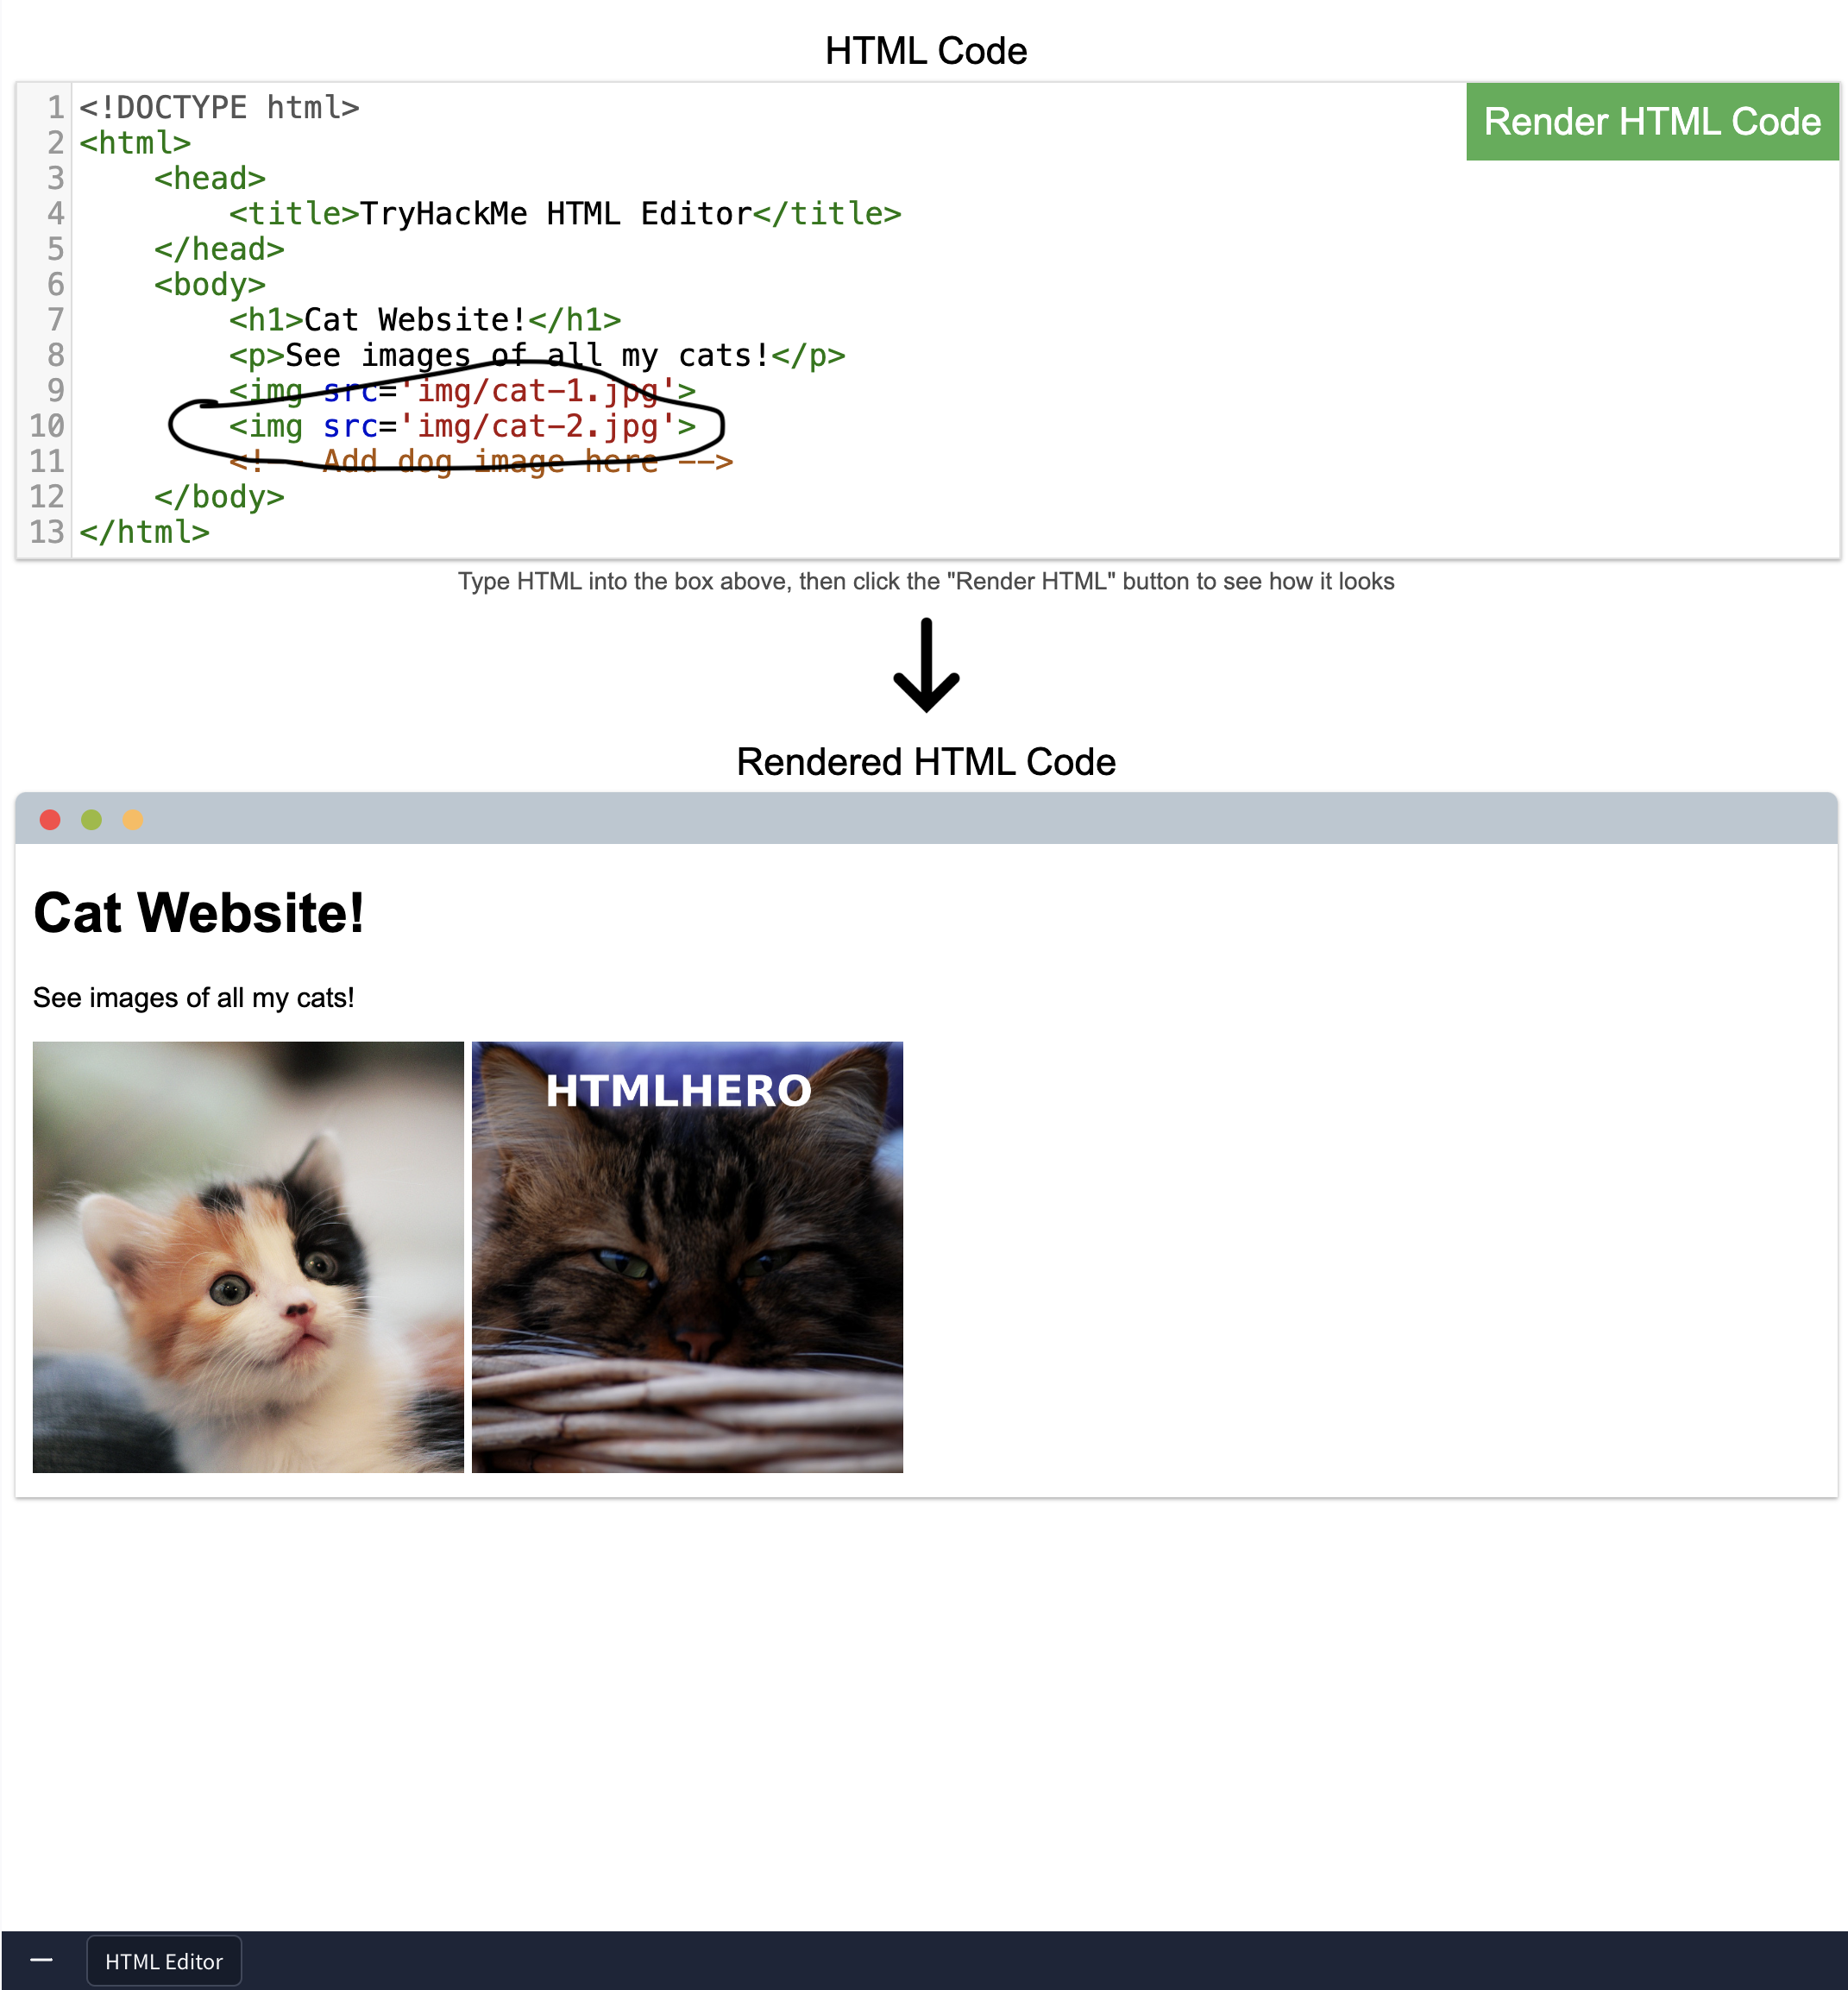 HTML Code
Render HTML Code
1 <!DOCTYPE html>
2 <html>
3     <head>
4         <title>TryHackMe HTML Editor</title>
5     </head>
6     <body>
7         <h1>Cat Website!</h1>
8         <p>See images of all my cats!</p>
9         <img src='img/cat-1.jpg'>
10         <img src='img/cat-2.jpg'>
11         <!-- Add dog image here -->
12     </body>
13 </html>
Type HTML into the box above, then click the "Render HTML" button to see how it looks
Rendered HTML Code
Cat Website!
See images of all my cats!
HTMLHERO
HTML Editor